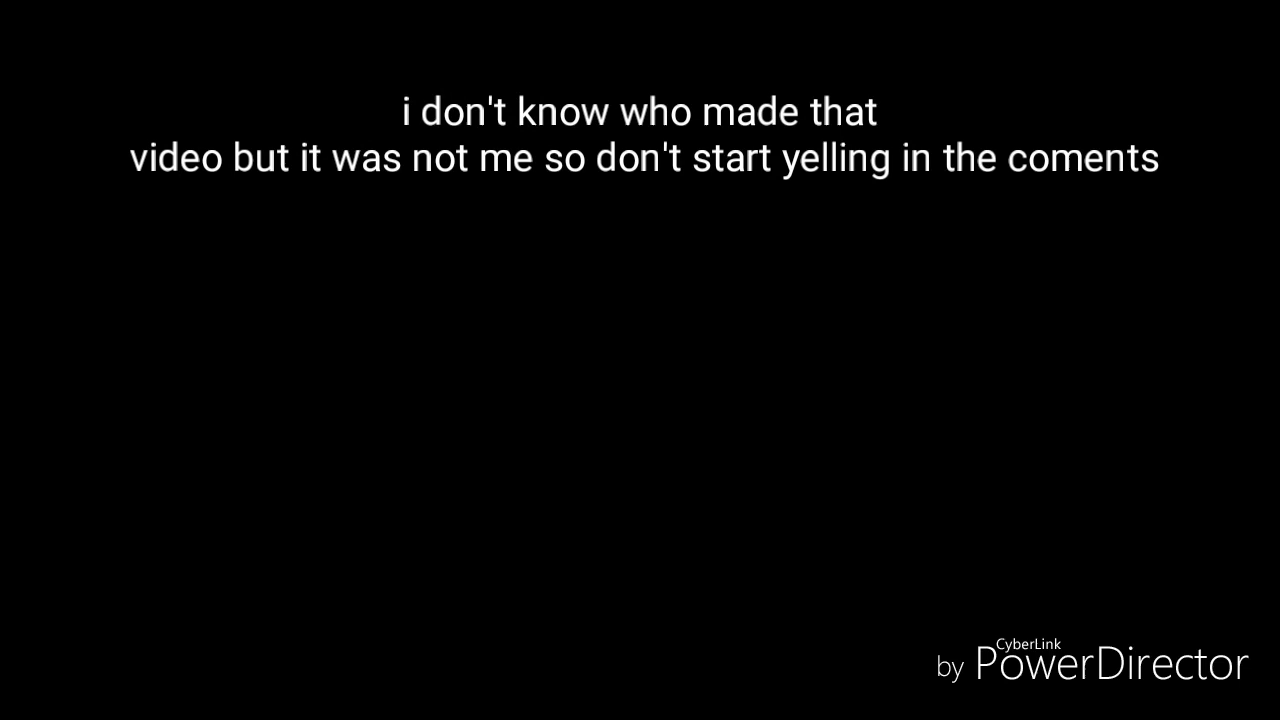 i don't know who made that
video but it was not me so don't start yelling in the coments
CyberLink
by PowerDirector